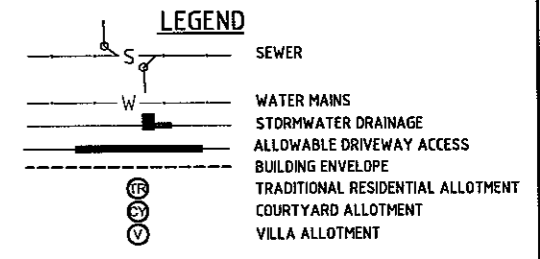 LEGEND
S SEWER
W WATER MAINS
STORMWATER DRAINAGE
ALLOWABLE DRIVEWAY ACCESS
BUILDING ENVELOPE
TR TRADITIONAL RESIDENTIAL ALLOTMENT
CY COURTYARD ALLOTMENT
V VILLA ALLOTMENT